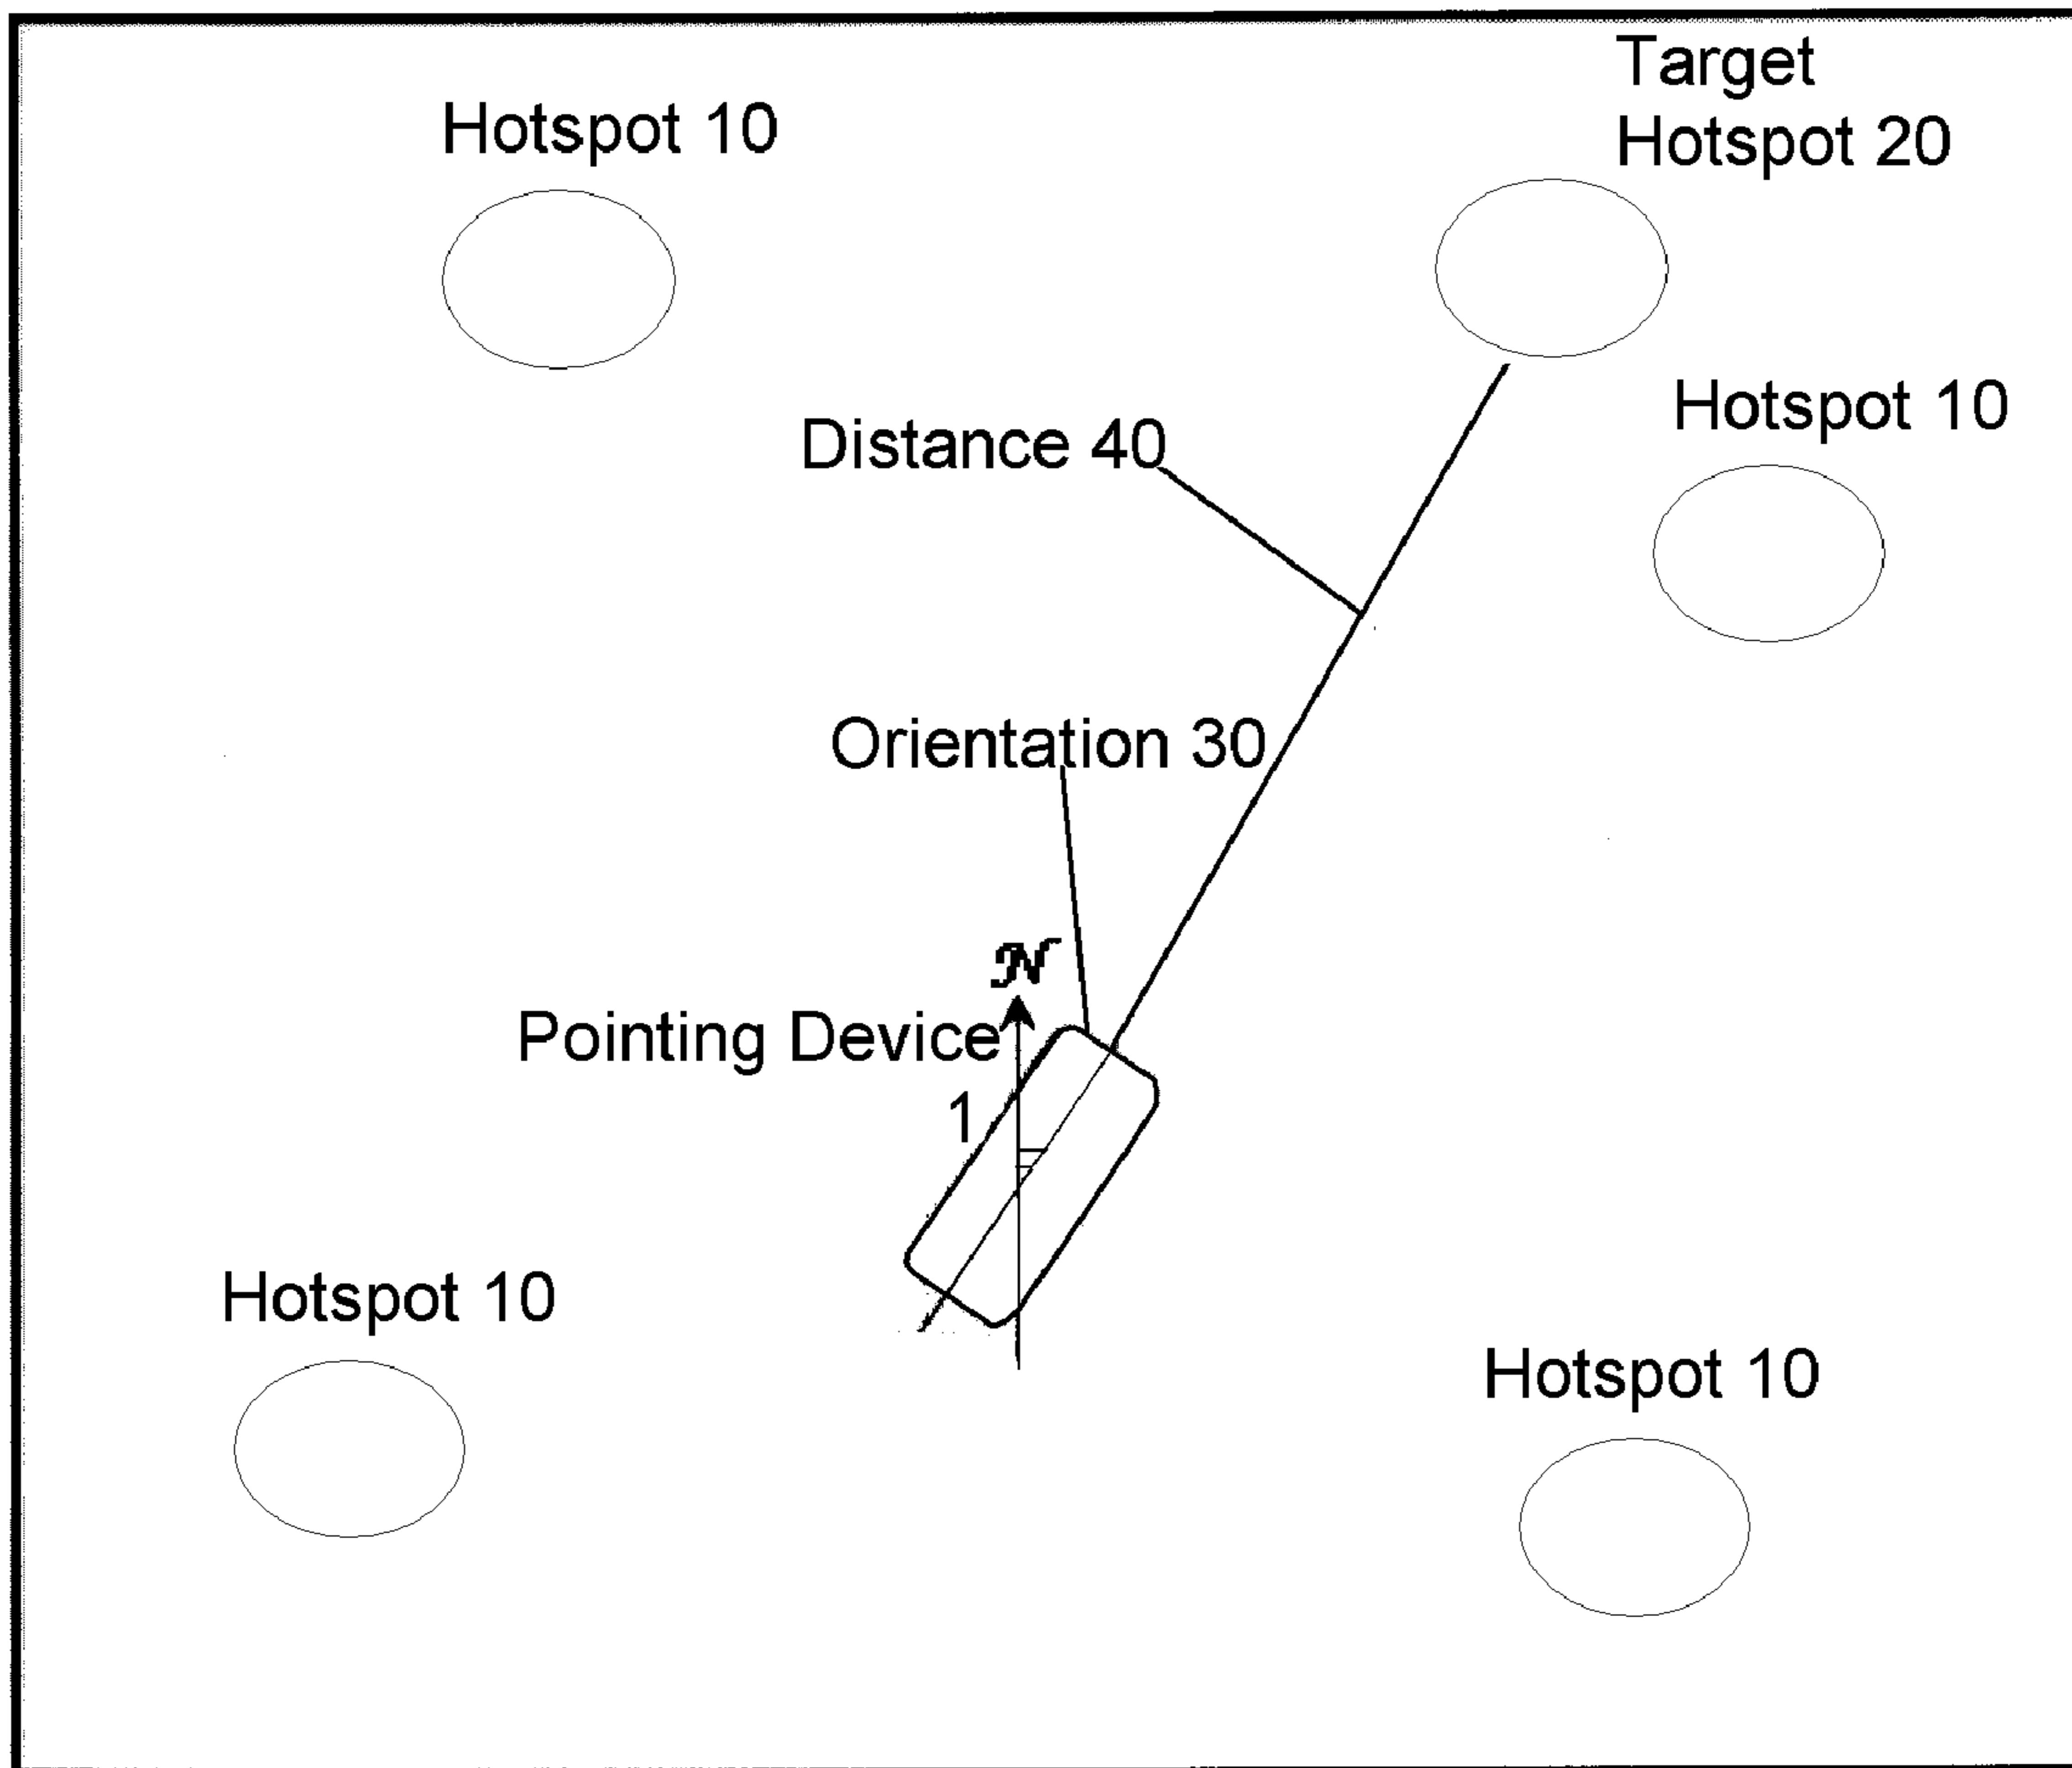 Target
Hotspot 20
Hotspot 10
Hotspot 10
Distance 40
Orientation 30
N
Pointing Device
1
Hotspot 10
Hotspot 10